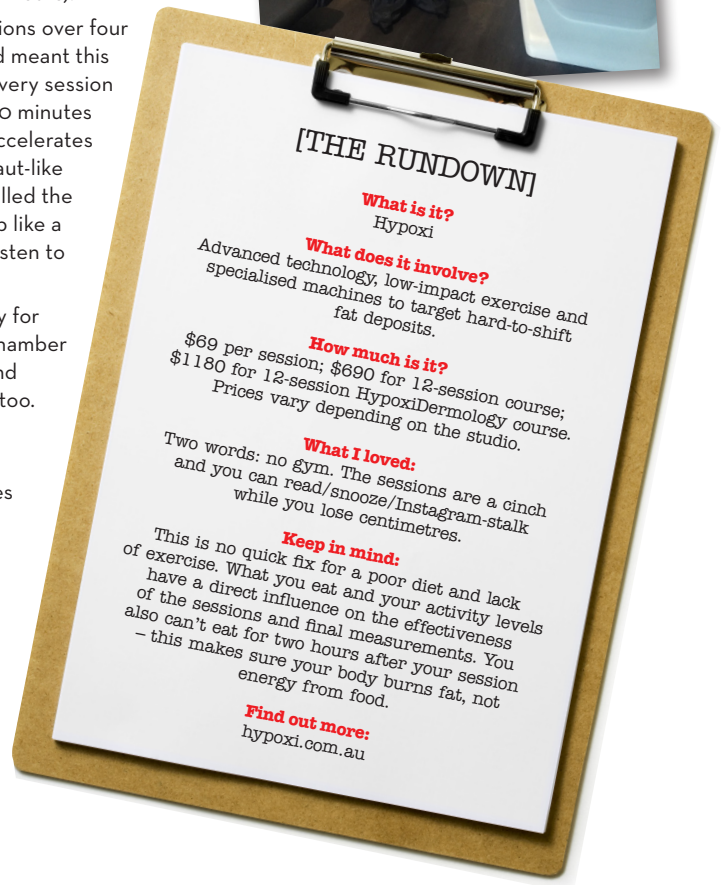 ions over four
d meant this
very session
0 minutes
ccelerates
aut-like
lled the
o like a
sten to
y for
hamber
nd
too.
es
[THE RUNDOWN]
What is it?
Hypoxi
What does it involve?
Advanced technology, low-impact exercise and
specialised machines to target hard-to-shift
fat deposits.
How much is it?
$69 per session; $690 for 12-session course;
$1180 for 12-session HypoxiDermology course.
Prices vary depending on the studio.
What I loved:
Two words: no gym. The sessions are a cinch
and you can read/snooze/Instagram-stalk
while you lose centimetres.
Keep in mind:
This is no quick fix for a poor diet and lack
of exercise. What you eat and your activity levels
have a direct influence on the effectiveness
of the sessions and final measurements. You
also can't eat for two hours after your session
– this makes sure your body burns fat, not
energy from food.
Find out more:
hypoxi.com.au